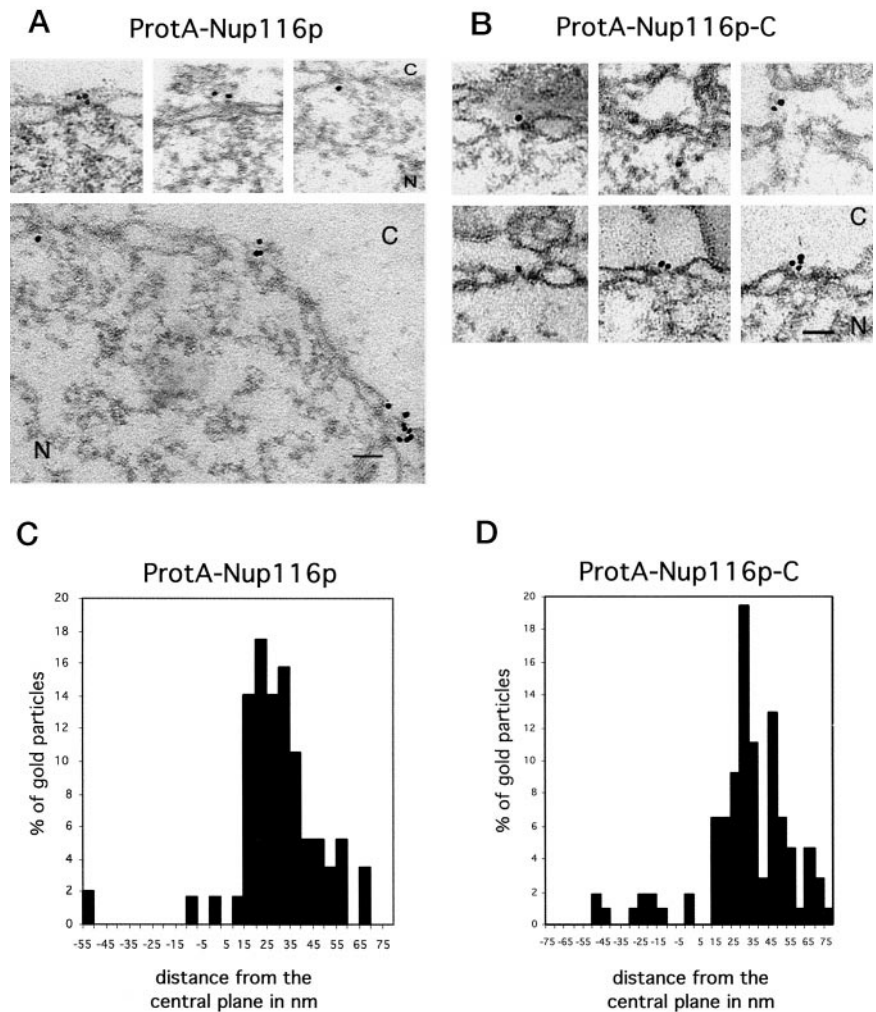 A
ProtA-Nup116p
C
N
C
N
B
ProtA-Nup116p-C
C
N
C
ProtA-Nup116p
% of gold particles
20
18
16
14
12
10
8
6
4
2
0
-55 -45 -35 -25 -15 -5 5 15 25 35 45 55 65 75
distance from the
central plane in nm
D
ProtA-Nup116p-C
% of gold particles
20
18
16
14
12
10
8
6
4
2
0
-75 -65 -55 -45 -35 -25 -15 -5 5 15 25 35 45 55 65 75
distance from the
central plane in nm